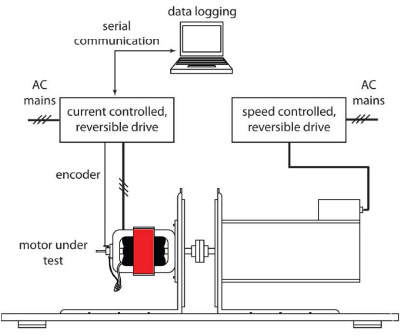 data logging
serial
communication
AC
mains
current controlled,
reversible drive
speed controlled,
reversible drive
AC
mains
encoder
motor under
test